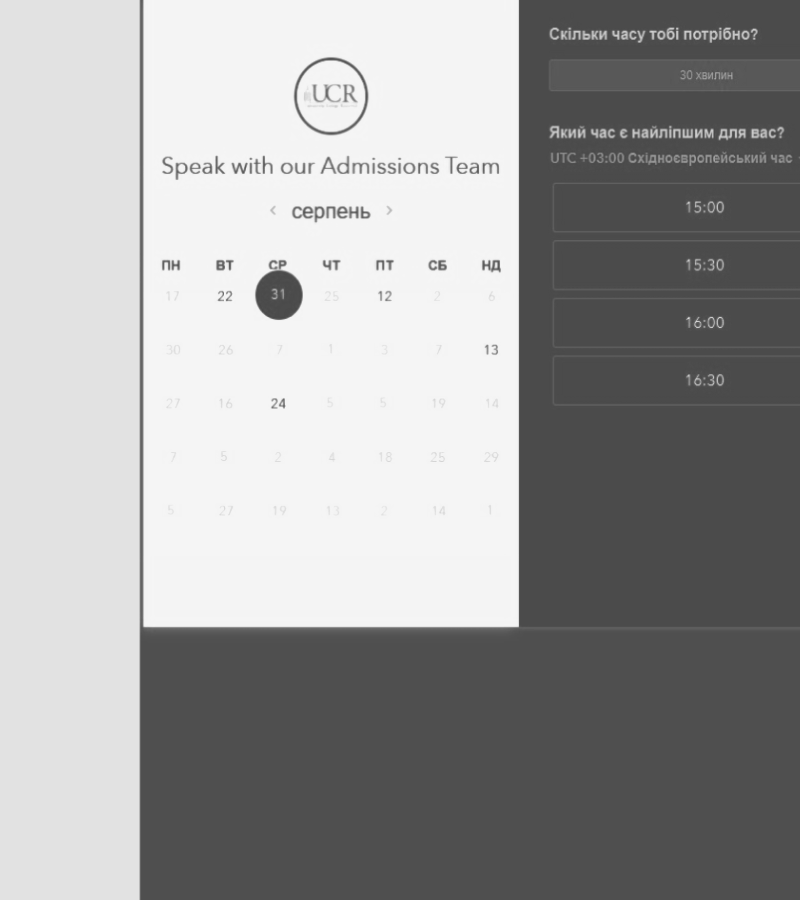 UCR
Speak with our Admissions Team
‹ серпень ›
ПН ВТ СР ЧТ ПТ СБ НД
17 22 31 25 12 2 6
30 26 7 1 3 7 13
27 16 24 5 5 19 14
7 5 2 4 18 25 29
5 27 19 13 2 14 1
Скільки часу тобі потрібно?
30 хвилин
Який час є найліпшим для вас?
UTC +03:00 Східноєвропейський час
15:00
15:30
16:00
16:30